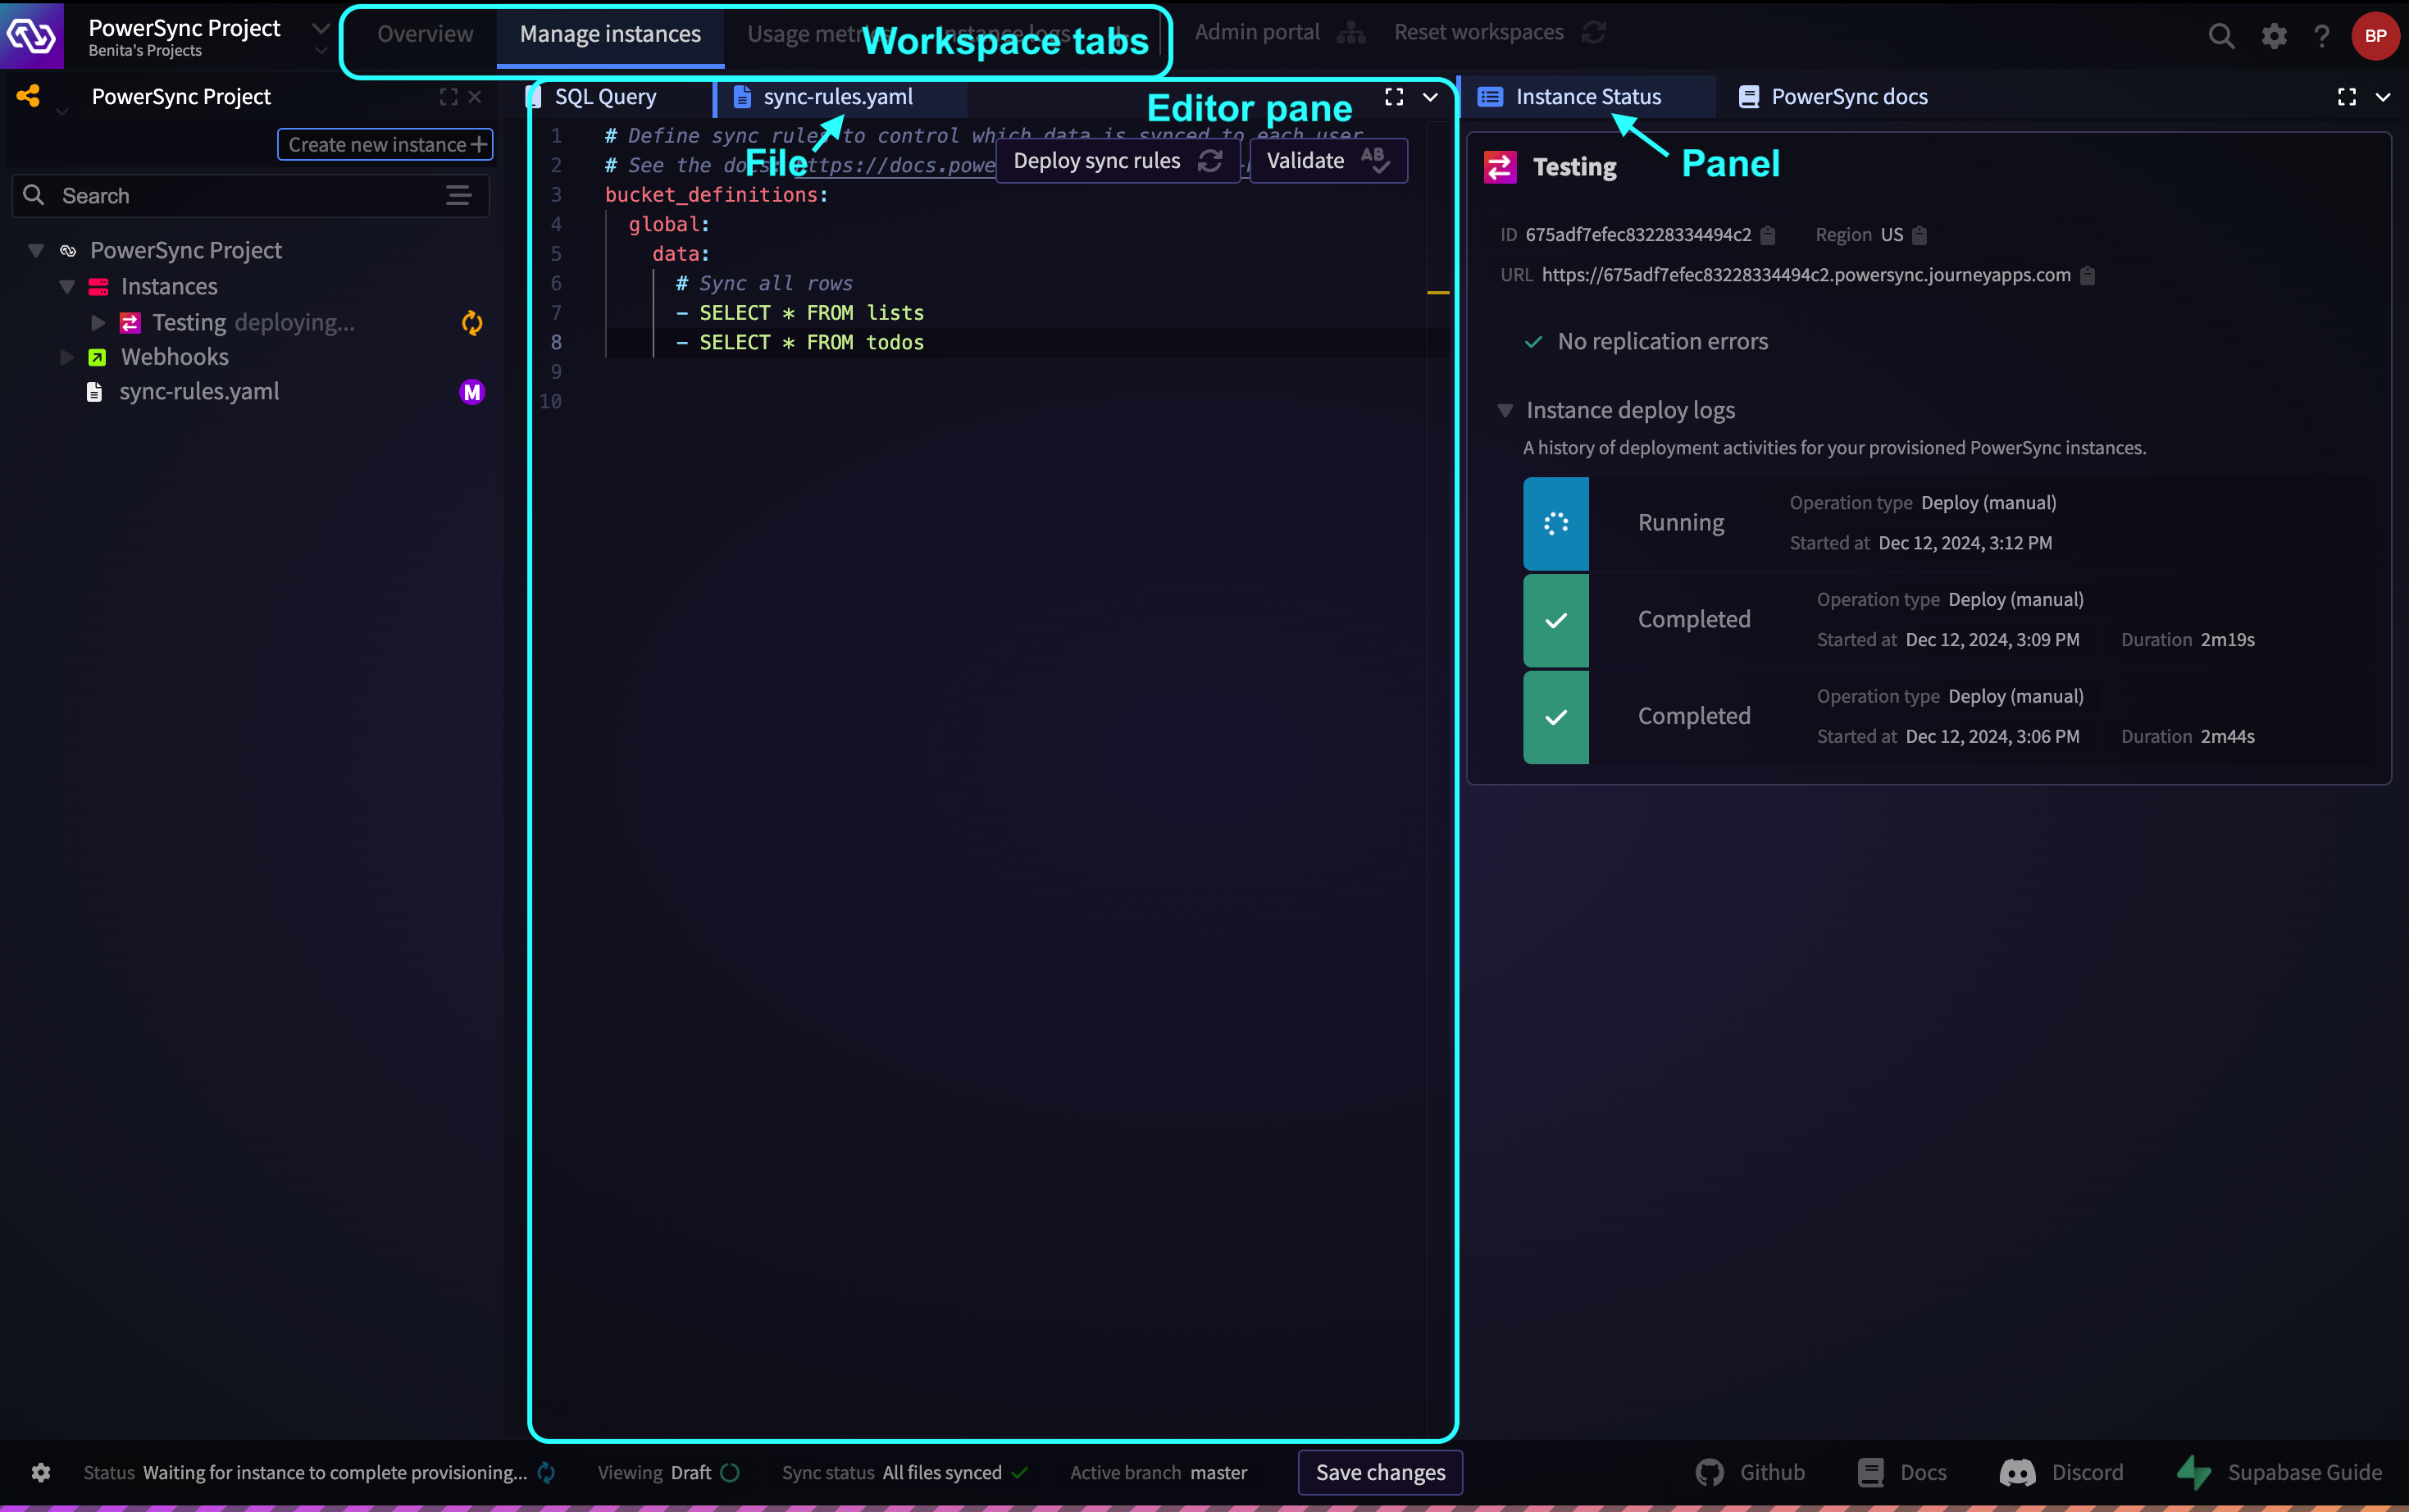 PowerSync Project
Benita's Projects
Overview
Manage instances
Usage
Workspace tabs
Admin portal
Reset workspaces
BP
PowerSync Project
Create new instance
Search
PowerSync Project
Instances
Testing deploying...
Webhooks
sync-rules.yaml
M
SQL Query
sync-rules.yaml
Editor pane
File
Deploy sync rules
Validate
AB
1 # Define sync rules to control which data is synced to each user
2 # See the docs: https://docs.powe
3 bucket_definitions:
4 global:
5 data:
6 # Sync all rows
7 - SELECT * FROM lists
8 - SELECT * FROM todos
9
10
Instance Status
PowerSync docs
Panel
Testing
ID 675adf7efec83228334494c2 Region US
URL https://675adf7efec83228334494c2.powersync.journeyapps.com
No replication errors
Instance deploy logs
A history of deployment activities for your provisioned PowerSync instances.
Running
Operation type Deploy (manual)
Started at Dec 12, 2024, 3:12 PM
Completed
Operation type Deploy (manual)
Started at Dec 12, 2024, 3:09 PM Duration 2m19s
Completed
Operation type Deploy (manual)
Started at Dec 12, 2024, 3:06 PM Duration 2m44s
Status Waiting for instance to complete provisioning...
Viewing Draft
Sync status All files synced
Active branch master
Save changes
Github
Docs
Discord
Supabase Guide